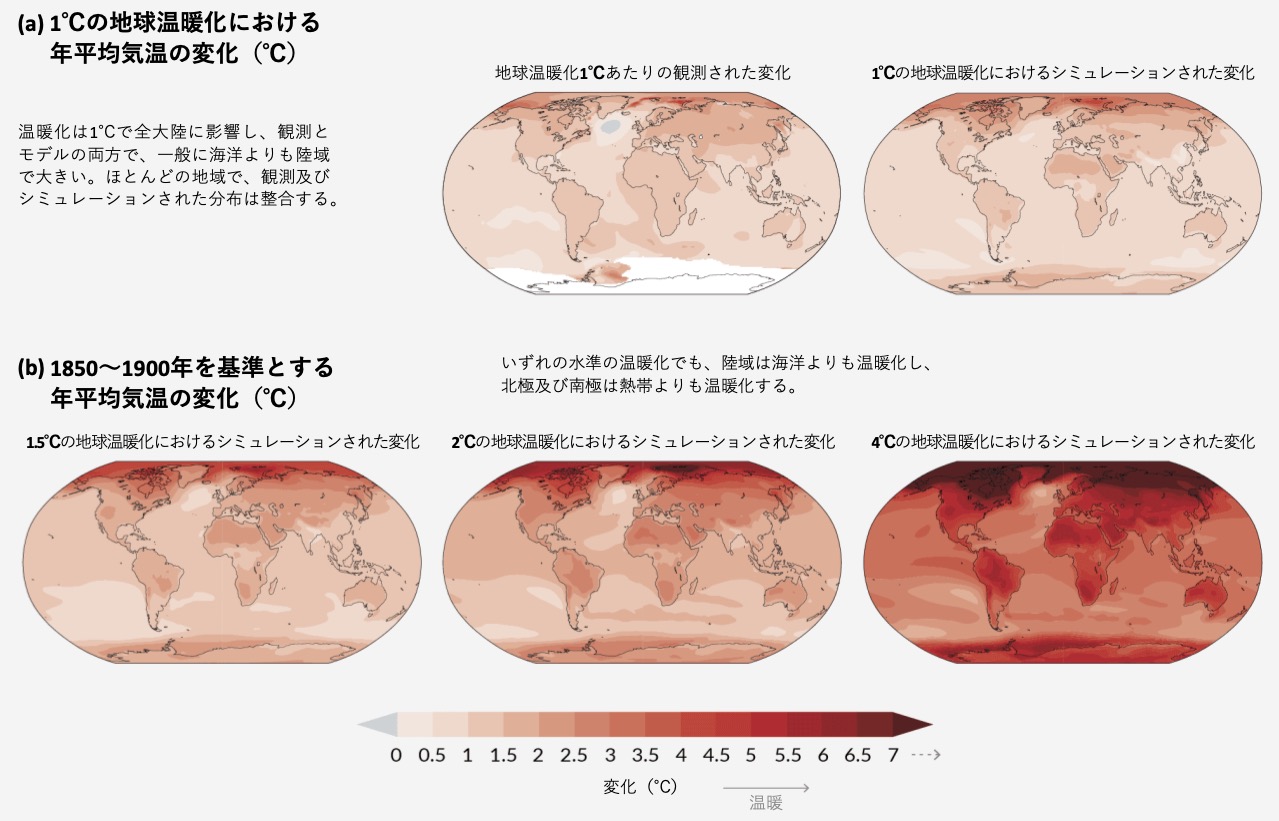 (a) 1℃の地球温暖化における
年平均気温の変化（℃）
温暖化は1℃で全大陸に影響し、観測と
モデルの両方で、一般に海洋よりも陸域
で大きい。ほとんどの地域で、観測及び
シミュレーションされた分布は整合する。
地球温暖化1℃あたりの観測された変化
1℃の地球温暖化におけるシミュレーションされた変化
(b) 1850〜1900年を基準とする
年平均気温の変化（℃）
いずれの水準の温暖化でも、陸域は海洋よりも温暖化し、
北極及び南極は熱帯よりも温暖化する。
1.5℃の地球温暖化におけるシミュレーションされた変化
2℃の地球温暖化におけるシミュレーションされた変化
4℃の地球温暖化におけるシミュレーションされた変化
0 0.5 1 1.5 2 2.5 3 3.5 4 4.5 5 5.5 6 6.5 7
変化（°C）
温暖